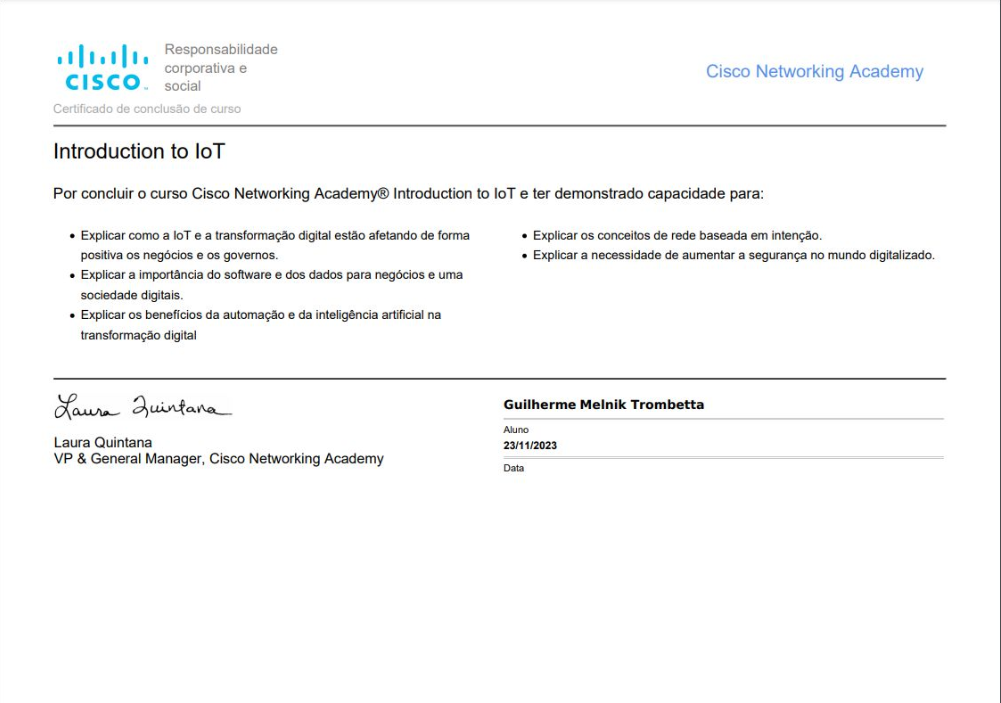 CISCO
Responsabilidade
corporativa e
social
Cisco Networking Academy
Certificado de conclusão de curso
Introduction to IoT
Por concluir o curso Cisco Networking Academy® Introduction to IoT e ter demonstrado capacidade para:
• Explicar como a IoT e a transformação digital estão afetando de forma
positiva os negócios e os governos.
• Explicar a importância do software e dos dados para negócios e uma
sociedade digitais.
• Explicar os benefícios da automação e da inteligência artificial na
transformação digital
• Explicar os conceitos de rede baseada em intenção.
• Explicar a necessidade de aumentar a segurança no mundo digitalizado.
Laura Quintana
Laura Quintana
VP & General Manager, Cisco Networking Academy
Guilherme Melnik Trombetta
Aluno
23/11/2023
Data